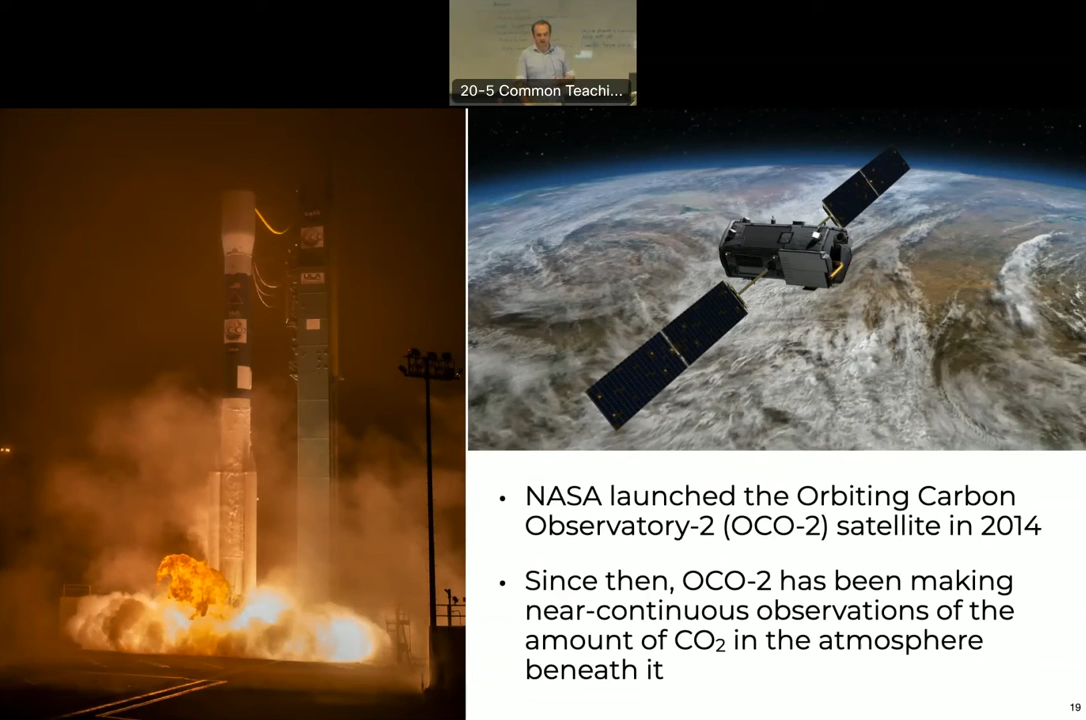 20-5 Common Teachi...
• NASA launched the Orbiting Carbon
Observatory-2 (OCO-2) satellite in 2014
• Since then, OCO-2 has been making
near-continuous observations of the
amount of CO₂ in the atmosphere
beneath it
19